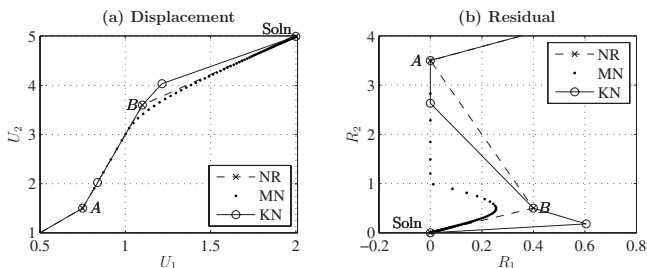 (a) Displacement
5
4
3
2
1
0.5
1
1.5
2
U₂
U₁
Soln
B
A
NR
MN
KN
(b) Residual
4
3
2
1
0
−0.2
0
0.2
0.4
0.6
0.8
R₂
R₁
A
B
Soln
NR
MN
KN